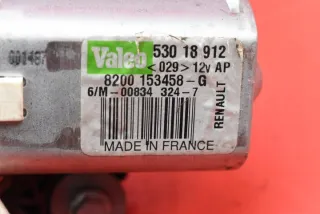 Valeo 530 18 912
<029> 12v AP
8200 153458-G
6/M-00834 324-7
RENAULT
MADE IN FRANCE